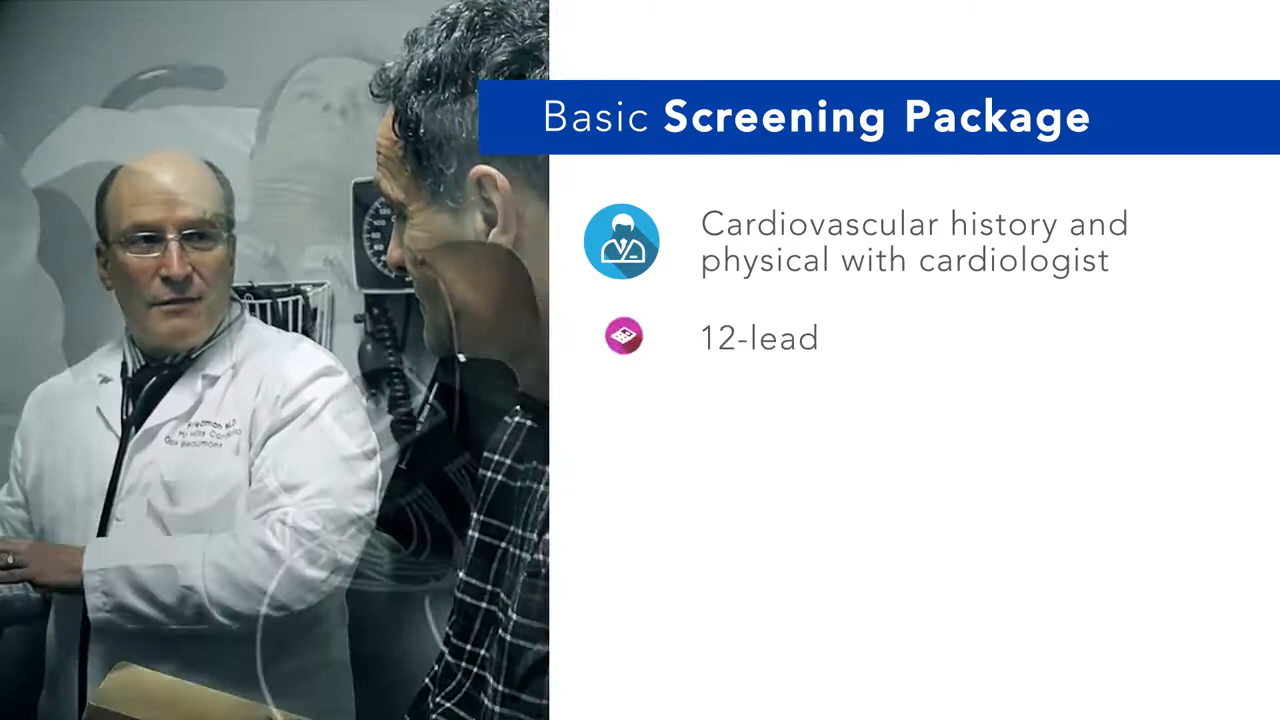 Basic Screening Package
Cardiovascular history and
physical with cardiologist
12-lead